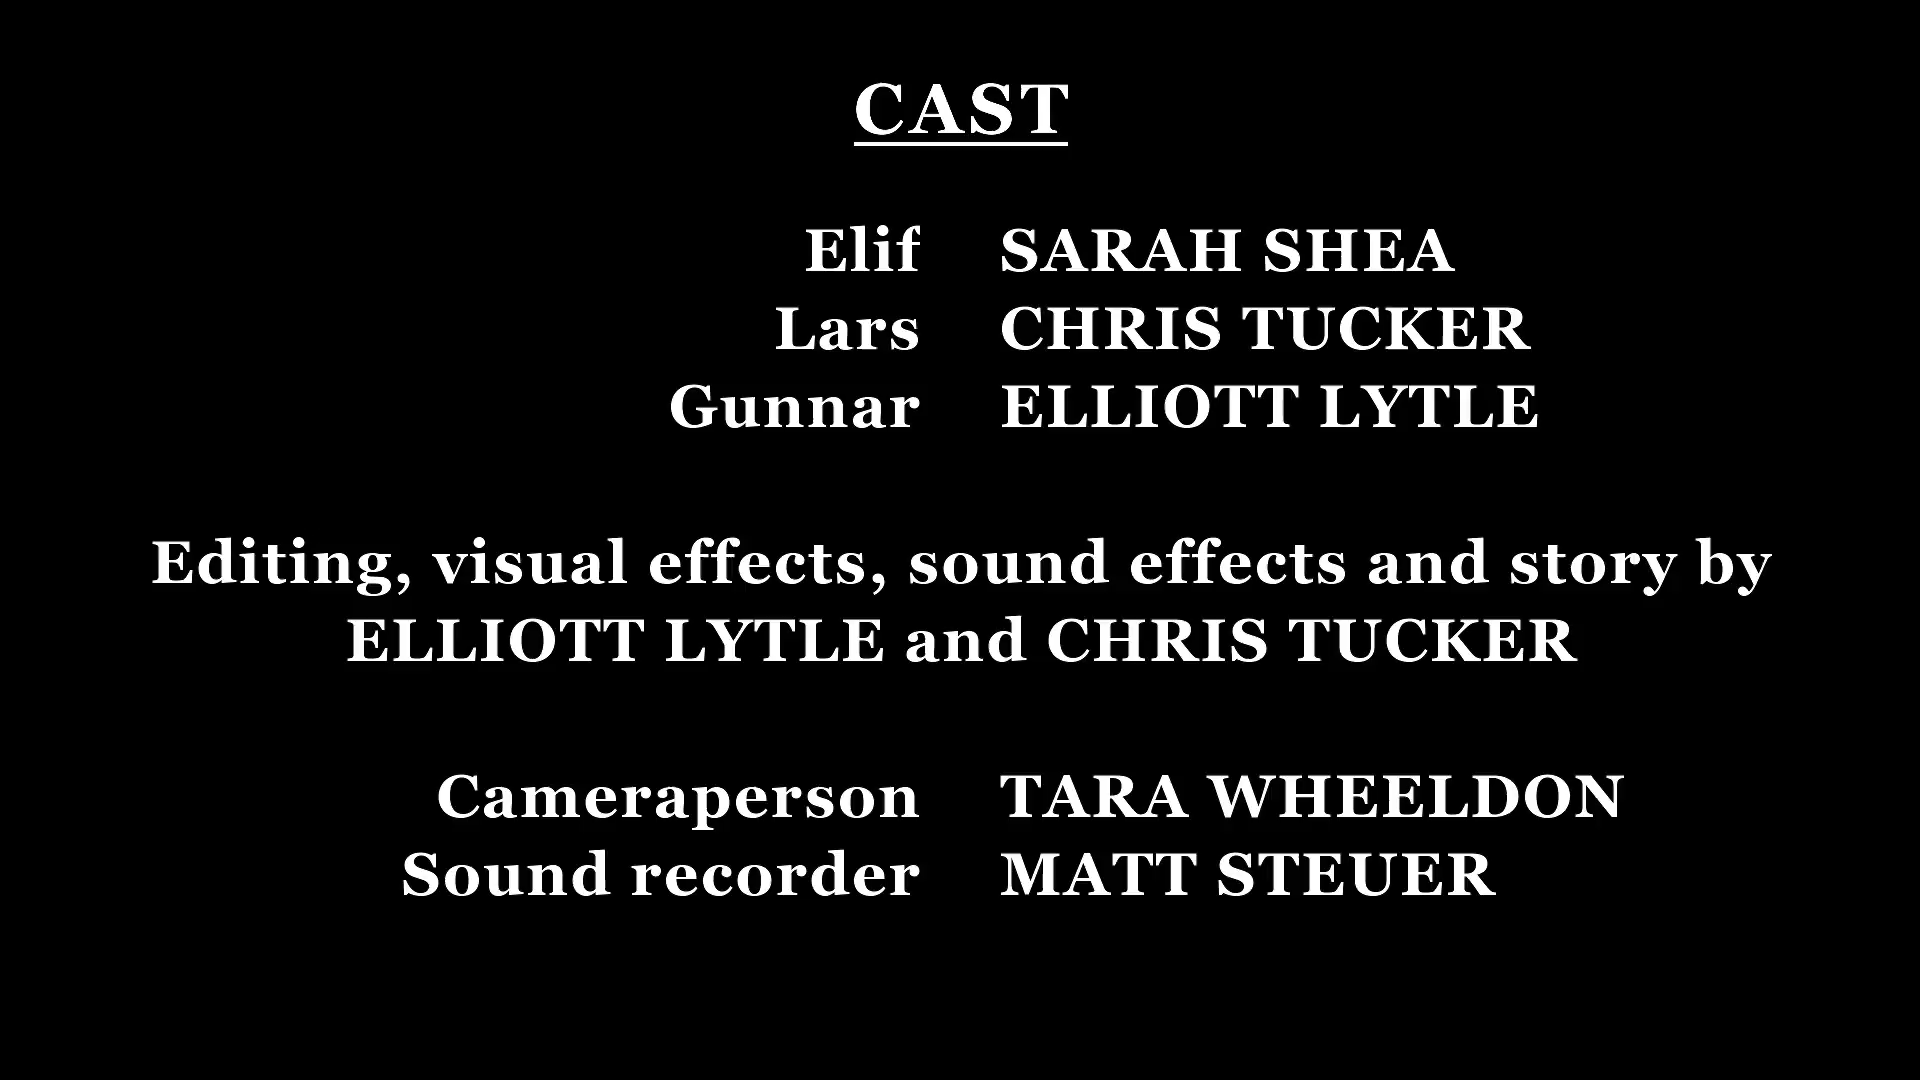 CAST
Elif SARAH SHEA
Lars CHRIS TUCKER
Gunnar ELLIOTT LYTLE
Editing, visual effects, sound effects and story by
ELLIOTT LYTLE and CHRIS TUCKER
Cameraperson TARA WHEELDON
Sound recorder MATT STEUER